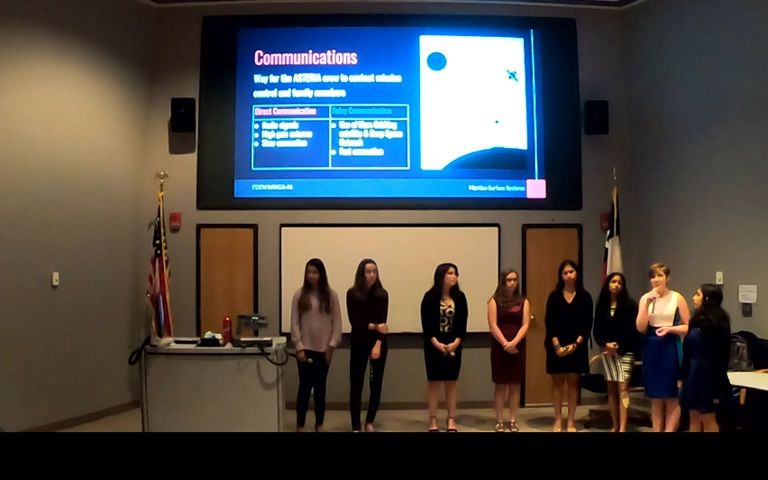 Communications
Way for the ASTERIA crew to contact mission
control and family members
Direct Communication
Relay Communication
Radio signals
High gain antenna
Slow connection
Use of Mars Orbiting
satellite & Deep Space
Network
Fast connection
Martian Surface Systems